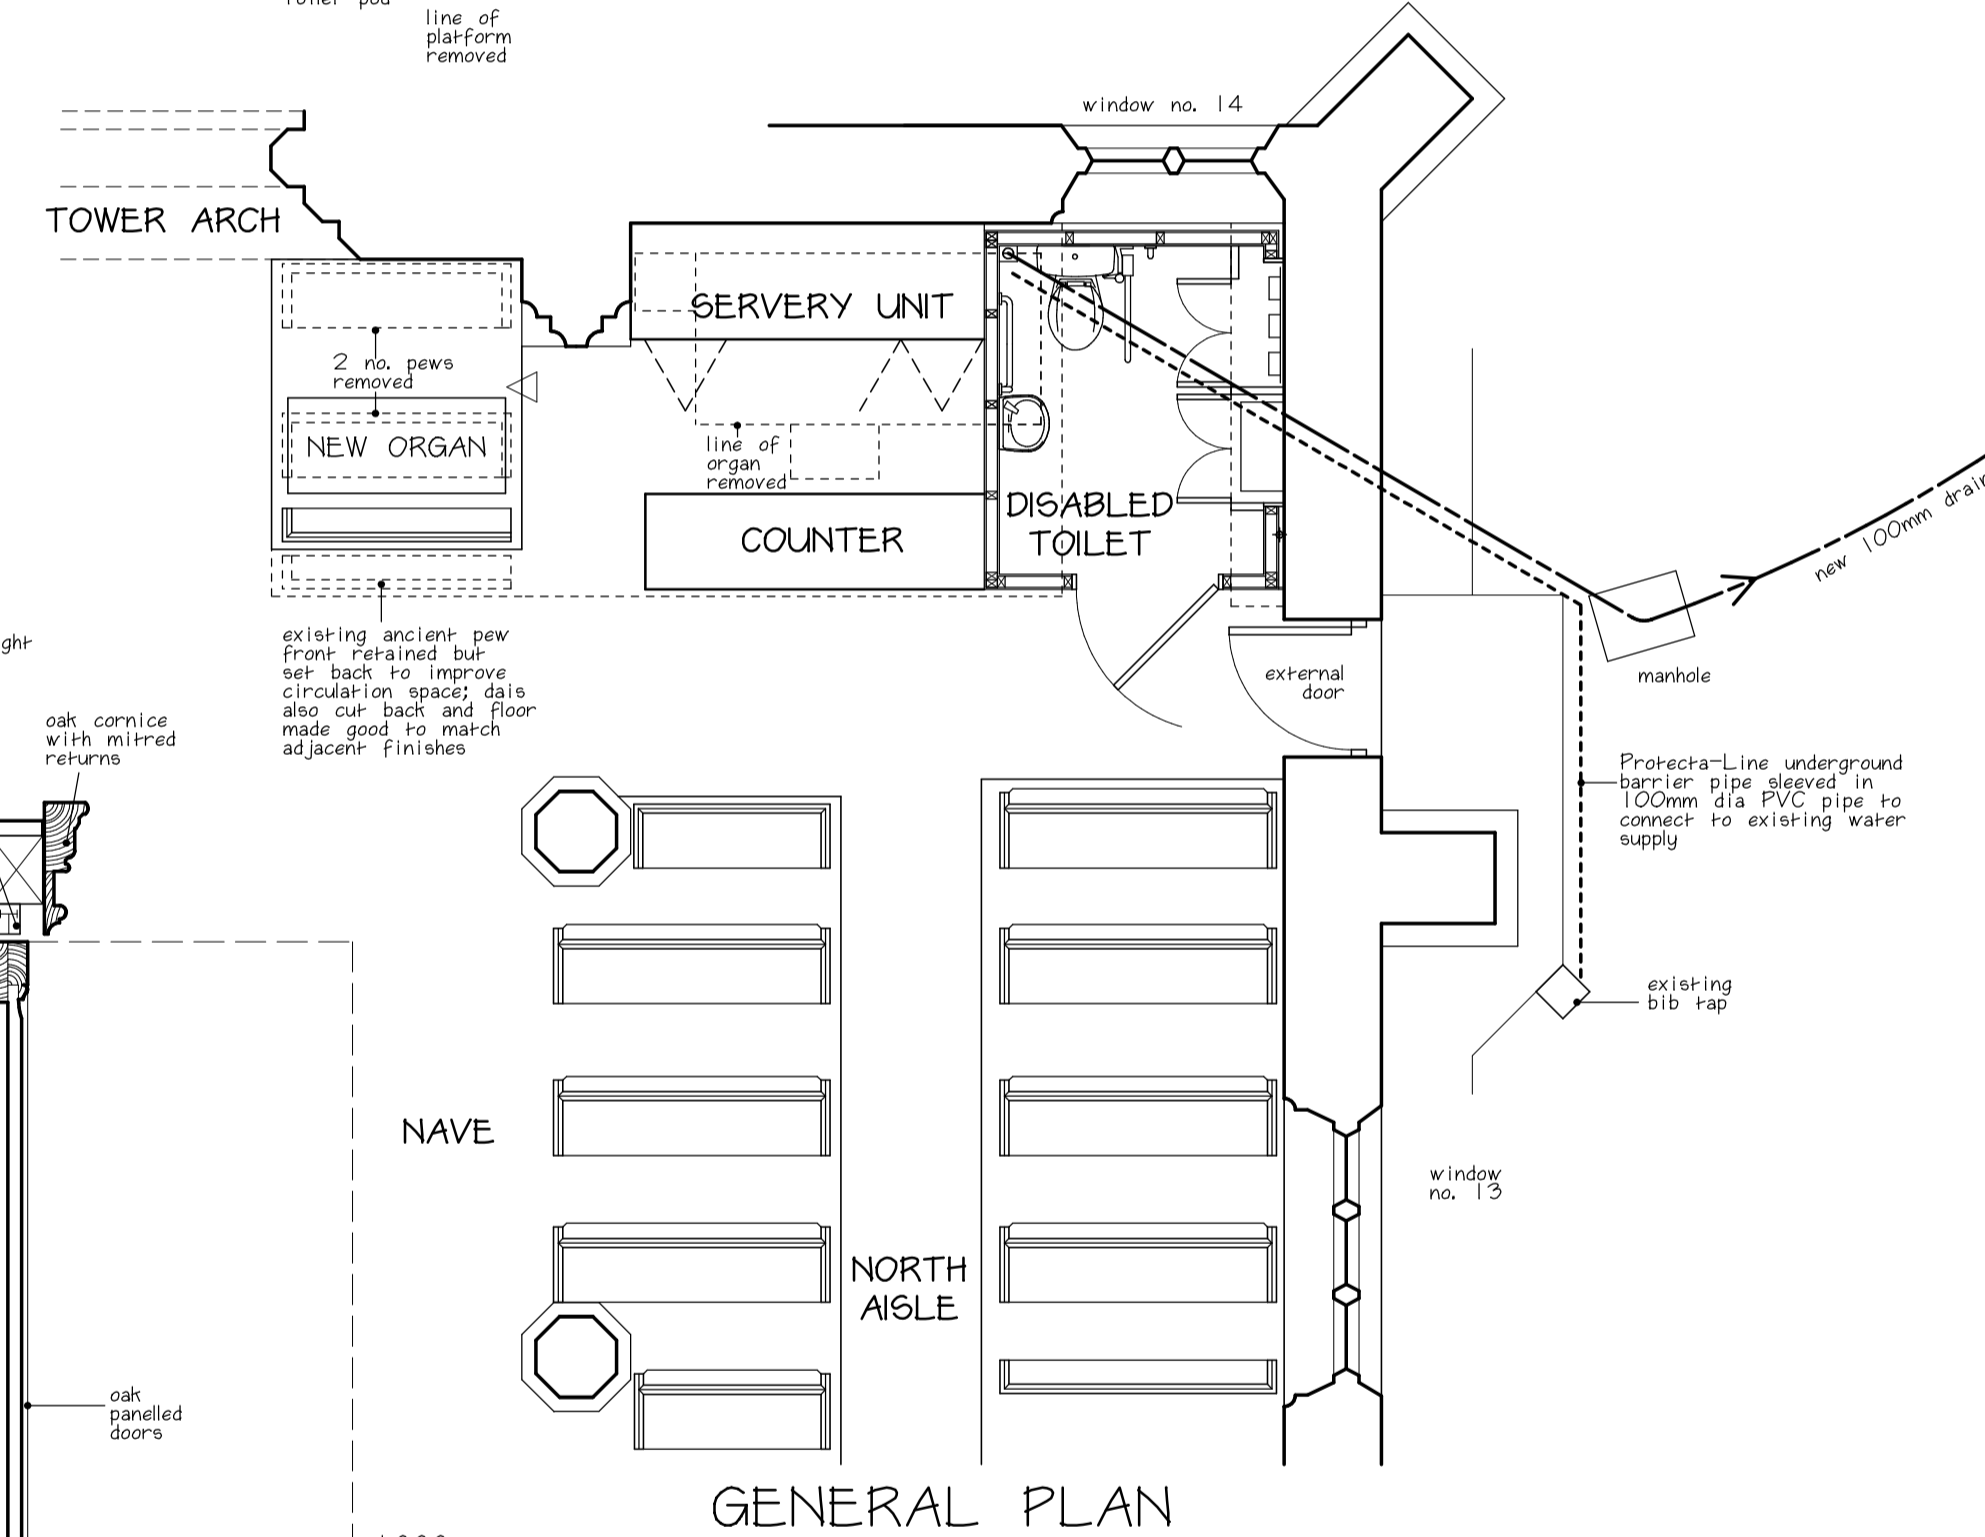 line of
platform
removed
window no. 14
TOWER ARCH
SERVERY UNIT
2 no. pews
removed
NEW ORGAN
line of
organ
removed
DISABLED
TOILET
COUNTER
new 100mm drain
existing ancient pew
front retained but
set back to improve
circulation space; dais
also cut back and floor
made good to match
adjacent finishes
ght
external
door
manhole
oak cornice
with mitred
returns
Protecta-Line underground
barrier pipe sleeved in
100mm dia PVC pipe to
connect to existing water
supply
existing
bib tap
NAVE
window
no. 13
NORTH
AISLE
oak
panelled
doors
GENERAL PLAN